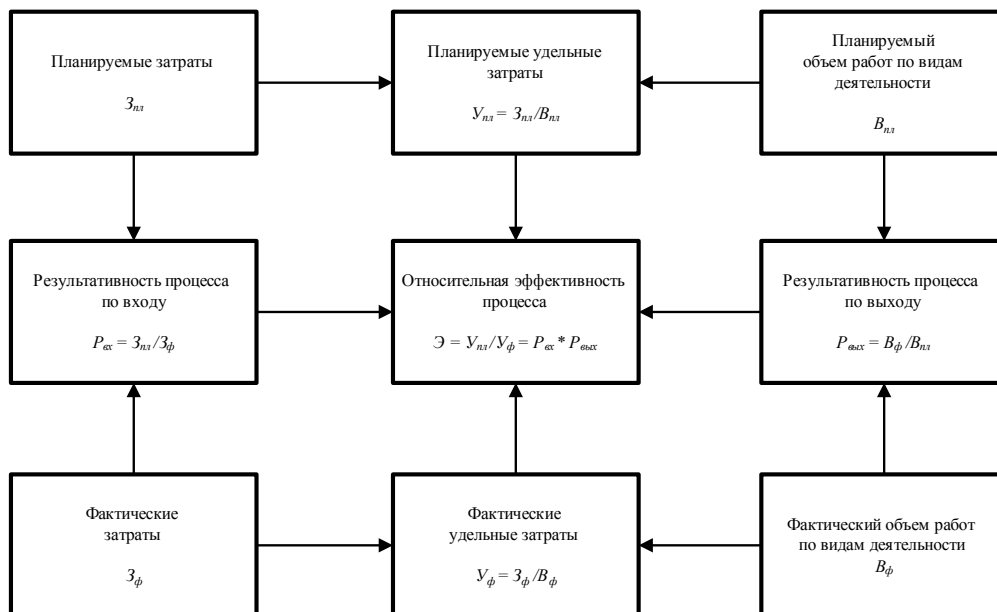 Планируемые затраты
З_пл
Планируемые удельные
затраты
У_пл = З_пл/В_пл
Планируемый
объем работ по видам
деятельности
В_пл
Результативность процесса
по входу
Р_вх = З_пл/З_ф
Относительная эффективность
процесса
Э = У_пл/У_ф = Р_вх * Р_вых
Результативность процесса
по выходу
Р_вых = В_ф/В_пл
Фактические
затраты
З_ф
Фактические
удельные затраты
У_ф = З_ф/В_ф
Фактический объем работ
по видам деятельности
В_ф